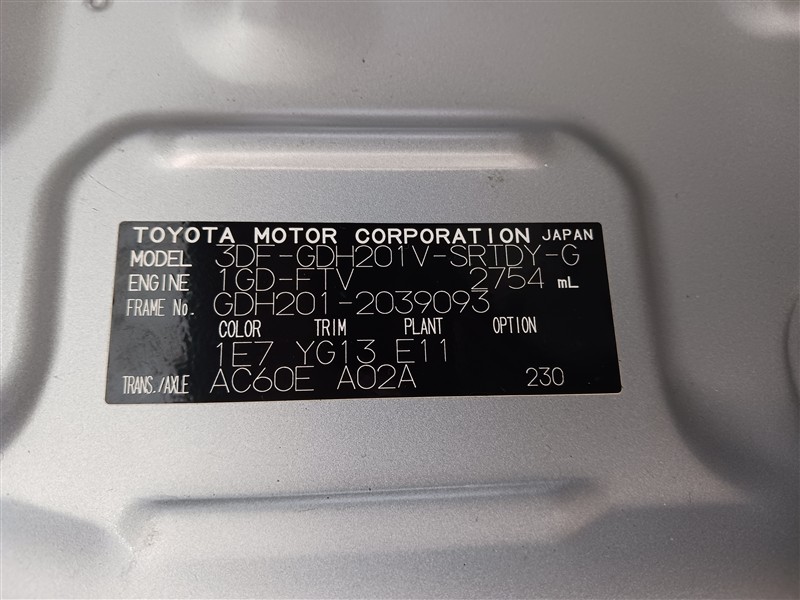 TOYOTA MOTOR CORPORATION JAPAN
MODEL 3DF-GDH201V-SRTDY-G
ENGINE 1GD-FTV 2754 mL
FRAME No. GDH201-2039093
COLOR TRIM PLANT OPTION
1E7 YG13 E11
TRANS./AXLE AC60E A02A 230